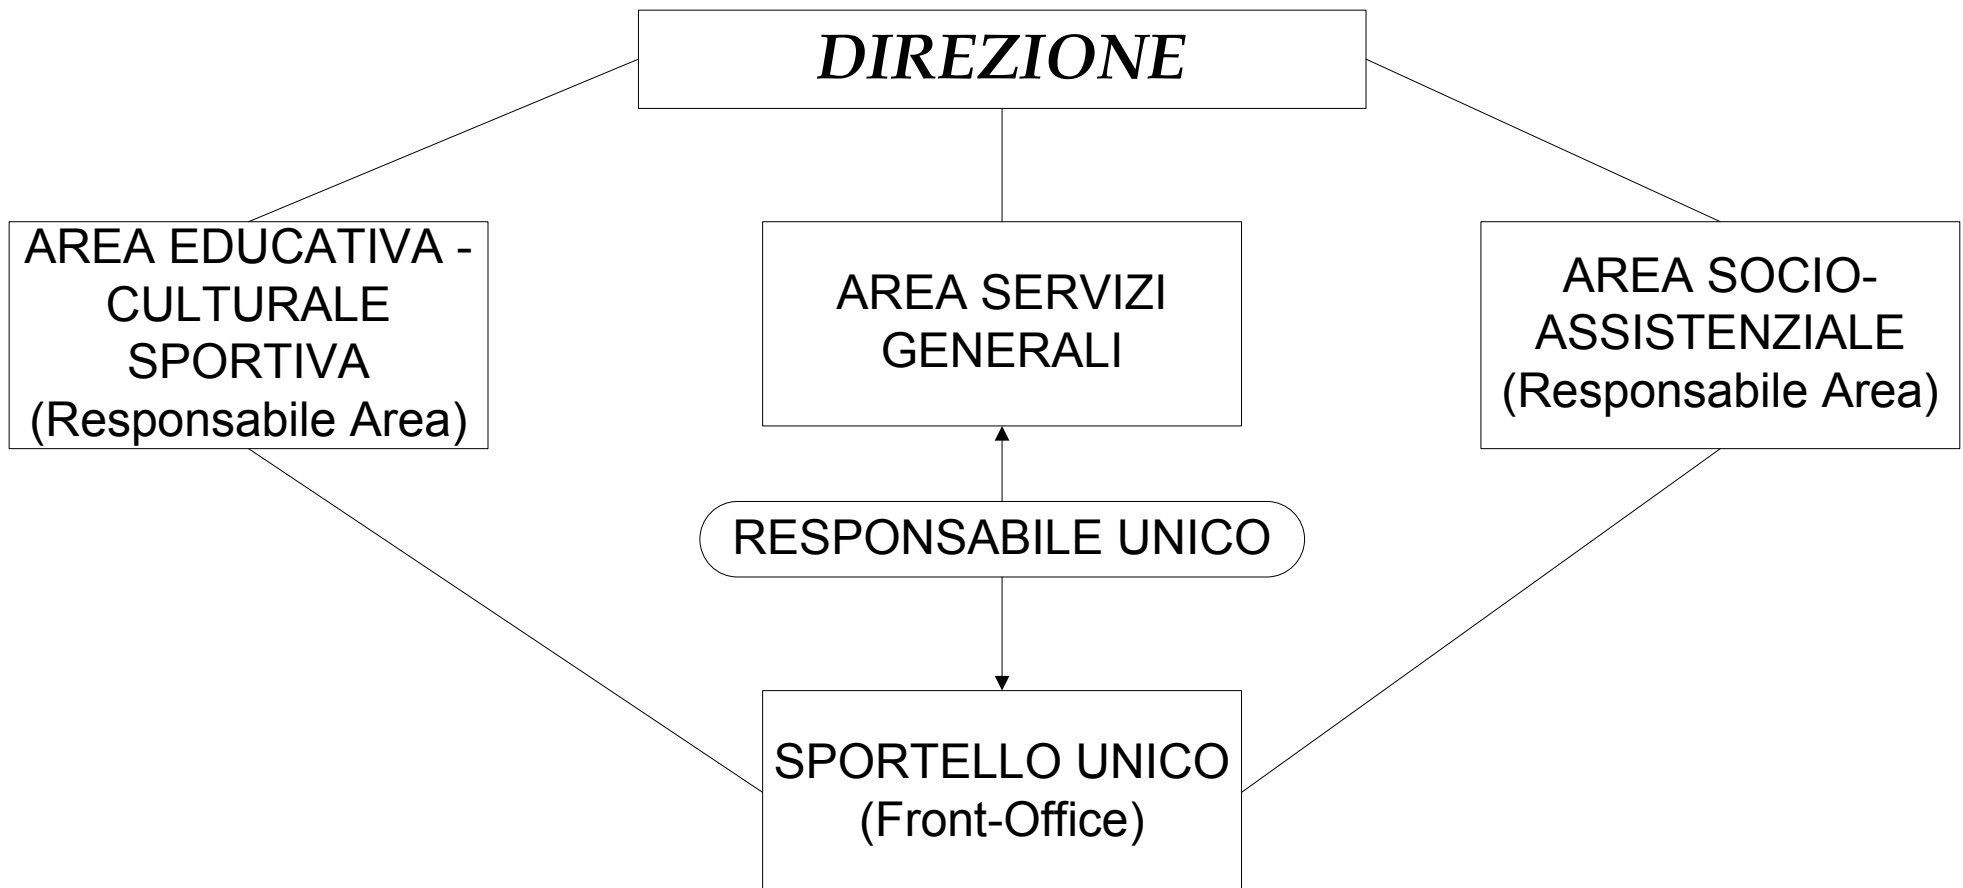 DIREZIONE
AREA EDUCATIVA -
CULTURALE
SPORTIVA
(Responsabile Area)
AREA SERVIZI
GENERALI
AREA SOCIO-
ASSISTENZIALE
(Responsabile Area)
RESPONSABILE UNICO
SPORTELLO UNICO
(Front-Office)